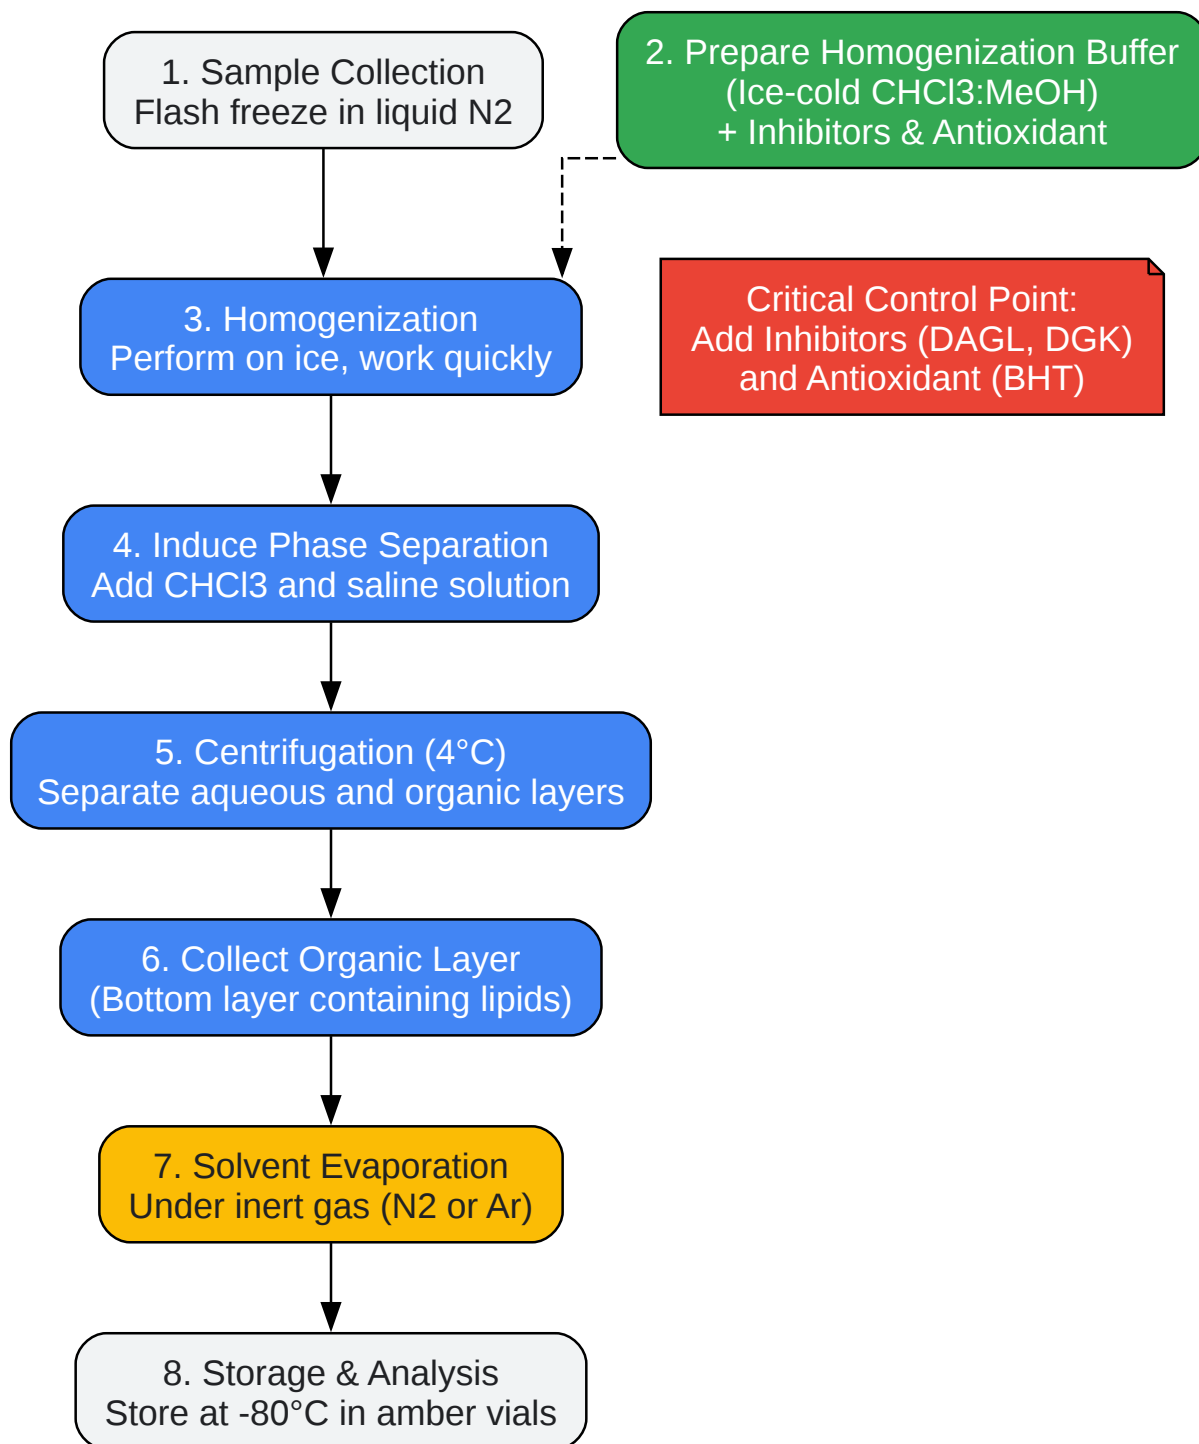 1. Sample Collection
Flash freeze in liquid N2
2. Prepare Homogenization Buffer
(Ice-cold CHCl3:MeOH)
+ Inhibitors & Antioxidant
3. Homogenization
Perform on ice, work quickly
Critical Control Point:
Add Inhibitors (DAGL, DGK)
and Antioxidant (BHT)
4. Induce Phase Separation
Add CHCl3 and saline solution
5. Centrifugation (4°C)
Separate aqueous and organic layers
6. Collect Organic Layer
(Bottom layer containing lipids)
7. Solvent Evaporation
Under inert gas (N2 or Ar)
8. Storage & Analysis
Store at -80°C in amber vials